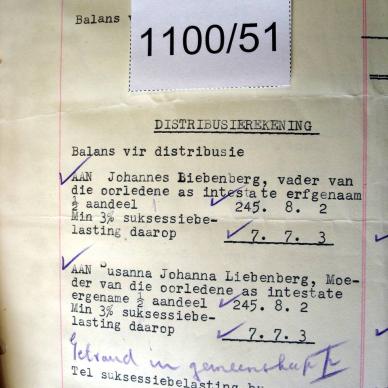 Balans v
1100/51
DISTRIBUSIEREKENING
Balans vir distribusie
AAN Johannes Liebenberg, vader van
die oorledene as intestate erfgenaam
½ aandeel 245. 8. 2
Min 3% suksessiebe-
lasting daarop 7. 7. 3
AAN Susanna Johanna Liebenberg, Moe-
der van die oorledene as intestate
ergename ½ aandeel 245. 8. 2
Min 3% suksessiebe-
lasting daarop 7. 7. 3
Getroud in gemeenskap
Tel suksessiebelasting